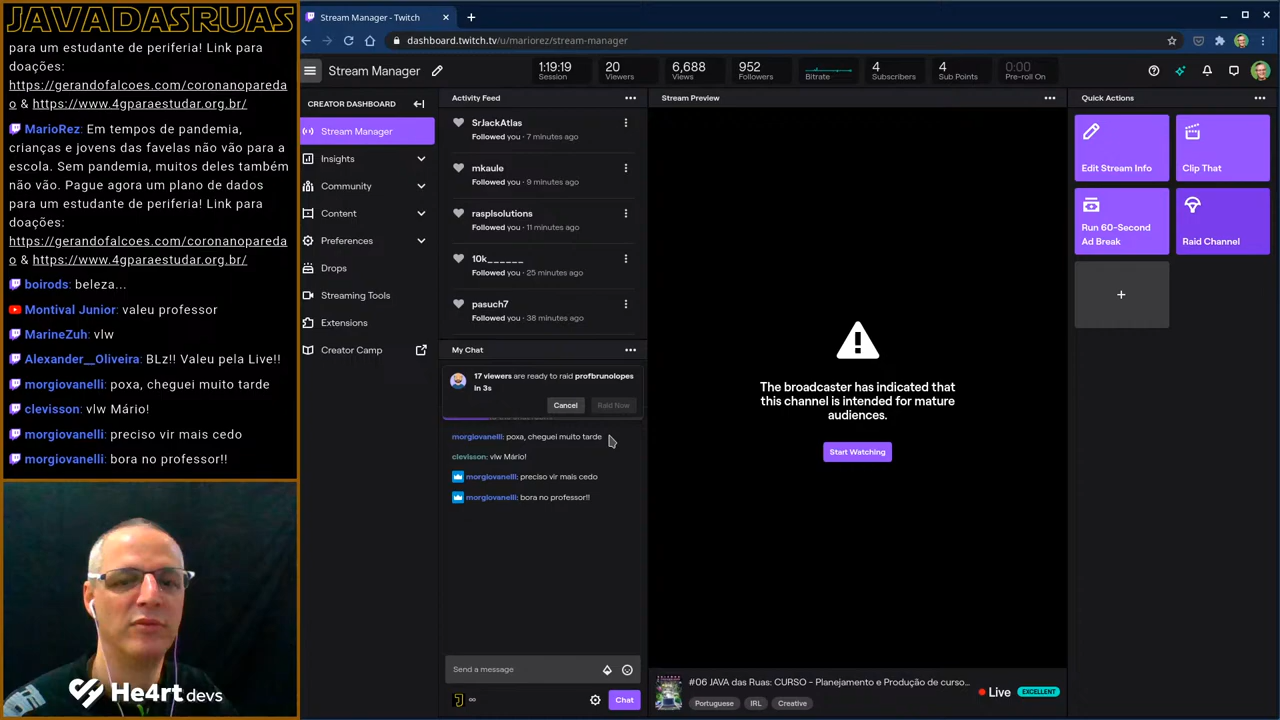 JAVADASRUAS
para um estudante de periferia! Link para
doações:
https://gerandofalcoes.com/coronanopareda
o & https://www.4gparaestudar.org.br/
MarioRez: Em tempos de pandemia,
crianças e jovens das favelas não vão para a
escola. Sem pandemia, muitos deles também
não vão. Pague agora um plano de dados
para um estudante de periferia! Link para
doações:
https://gerandofalcoes.com/coronanopareda
o & https://www.4gparaestudar.org.br/
boirods: beleza...
Montival Junior: valeu professor
MarineZuh: vlw
Alexander__Oliveira: BLz!! Valeu pela Live!!
morgiovanelli: poxa, cheguei muito tarde
clevisson: vlw Mário!
morgiovanelli: preciso vir mais cedo
morgiovanelli: bora no professor!!
He4rt devs
Stream Manager - Twitch
dashboard.twitch.tv/u/mariorez/stream-manager
Stream Manager
1:19:19
Session
20
Viewers
6,688
Views
952
Followers
Bitrate
4
Subscribers
4
Sub Points
0:00
Pre-roll On
CREATOR DASHBOARD
Stream Manager
Insights
Community
Content
Preferences
Drops
Streaming Tools
Extensions
Creator Camp
Activity Feed
SrJackAtlas
Followed you · 7 minutes ago
mkaule
Followed you · 9 minutes ago
rasplsolutions
Followed you · 11 minutes ago
10k______
Followed you · 25 minutes ago
pasuch7
Followed you · 38 minutes ago
My Chat
17 viewers are ready to raid profbrunolopes
in 3s
Cancel
Raid Now
morgiovanelli: poxa, cheguei muito tarde
clevisson: vlw Mário!
morgiovanelli: preciso vir mais cedo
morgiovanelli: bora no professor!!
Send a message
∞
Chat
Stream Preview
The broadcaster has indicated that
this channel is intended for mature
audiences.
Start Watching
#06 JAVA das Ruas: CURSO - Planejamento e Produção de curso...
Portuguese
IRL
Creative
Live
EXCELLENT
Quick Actions
Edit Stream Info
Clip That
Run 60-Second
Ad Break
Raid Channel
+